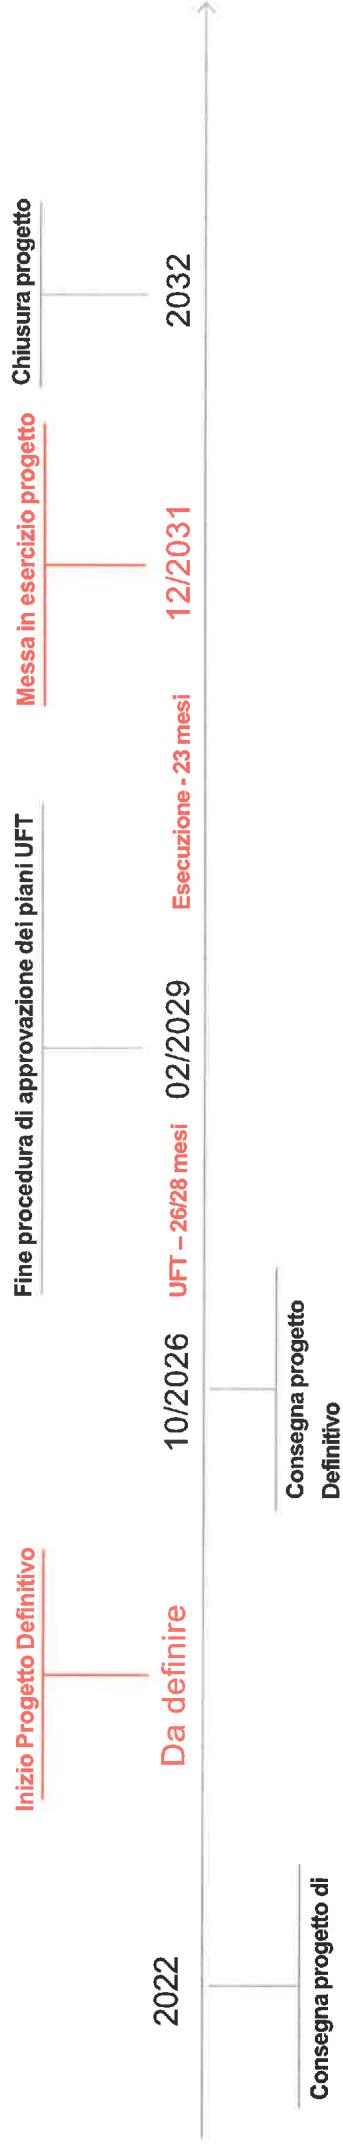 2022
Consegna progetto di
Inizio Progetto Definitivo
Da definire
10/2026
Consegna progetto
Definitivo
UFT – 26/28 mesi
Fine procedura di approvazione dei piani UFT
02/2029
Esecuzione - 23 mesi
Messa in esercizio progetto
12/2031
Chiusura progetto
2032